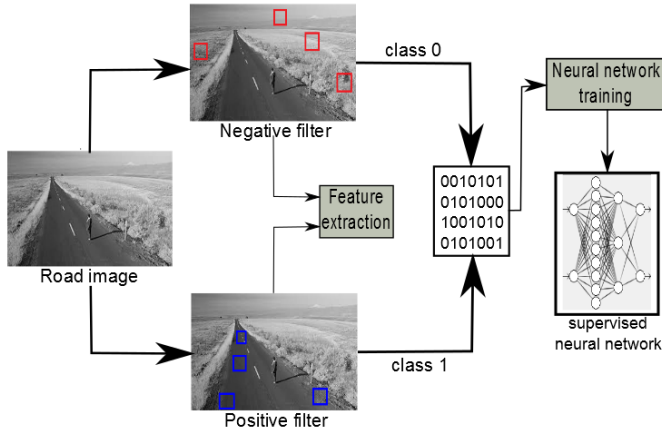 class 0
Neural network
training
Negative filter
0010101
0101000
1001010
0101001
Feature
extraction
Road image
supervised
neural network
class 1
Positive filter